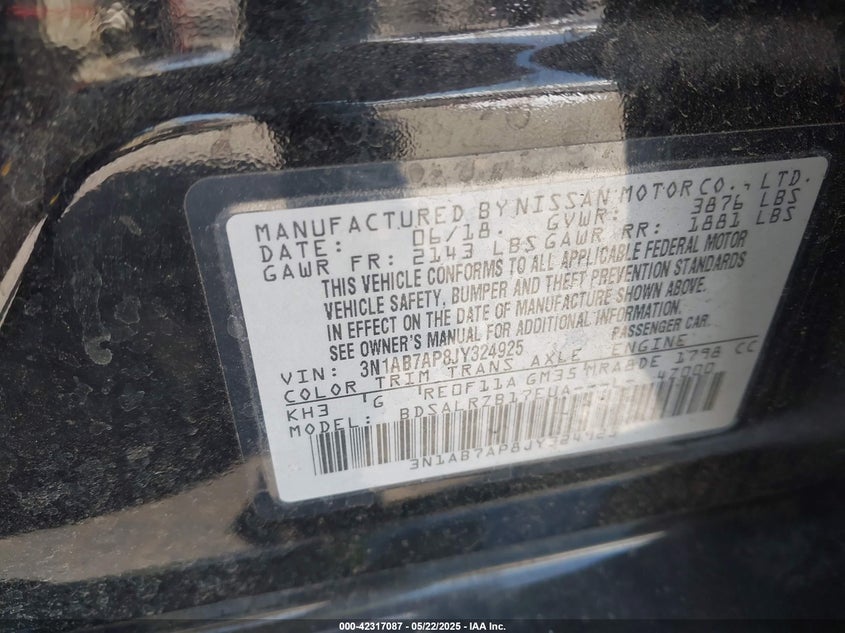 MANUFACTURED BY NISSAN MOTOR CO., LTD.
DATE: 06/18. GVWR: 3876 LBS
GAWR FR: 2143 LBS GAWR RR: 1881 LBS
THIS VEHICLE CONFORMS TO ALL APPLICABLE FEDERAL MOTOR
VEHICLE SAFETY, BUMPER AND THEFT PREVENTION STANDARDS
IN EFFECT ON THE DATE OF MANUFACTURE SHOWN ABOVE.
SEE OWNER'S MANUAL FOR ADDITIONAL INFORMATION.
VIN: 3N1AB7AP8JY324925 PASSENGER CAR
COLOR TRIM TRANS AXLE ENGINE
KH3 G RE0F11A GM35 MRA8DE 1798 CC
MODEL: 47000
3N1AB7AP8JY324925
000-42317087 - 05/22/2025 - IAA Inc.